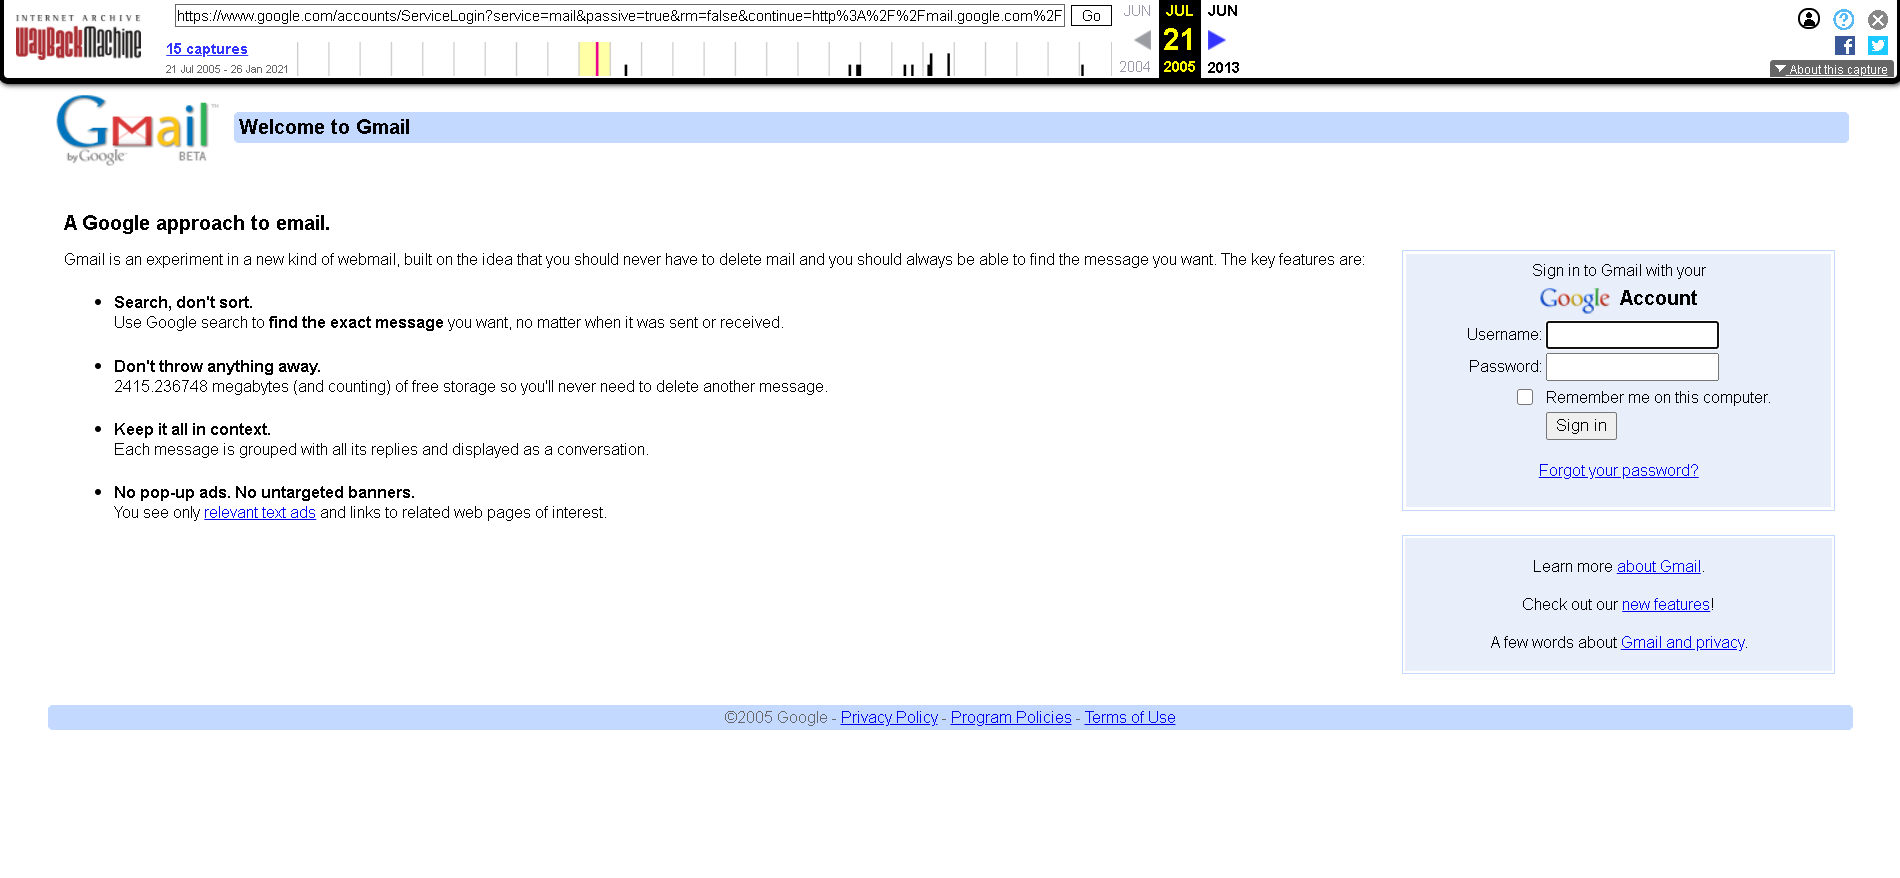 INTERNET ARCHIVE
WayBackMachine
https://www.google.com/accounts/ServiceLogin?service=mail&passive=true&rm=false&continue=http%3A%2F%2Fmail.google.com%2F
Go
15 captures
21 Jul 2005 - 26 Jan 2021
JUN JUL JUN
21
2004 2005 2013
About this capture
Gmail™
by Google BETA
Welcome to Gmail
A Google approach to email.
Gmail is an experiment in a new kind of webmail, built on the idea that you should never have to delete mail and you should always be able to find the message you want. The key features are:
Search, don't sort.
Use Google search to find the exact message you want, no matter when it was sent or received.
Don't throw anything away.
2415.236748 megabytes (and counting) of free storage so you'll never need to delete another message.
Keep it all in context.
Each message is grouped with all its replies and displayed as a conversation.
No pop-up ads. No untargeted banners.
You see only relevant text ads and links to related web pages of interest.
Sign in to Gmail with your
Google Account
Username:
Password:
Remember me on this computer.
Sign in
Forgot your password?
Learn more about Gmail.
Check out our new features!
A few words about Gmail and privacy.
©2005 Google - Privacy Policy - Program Policies - Terms of Use